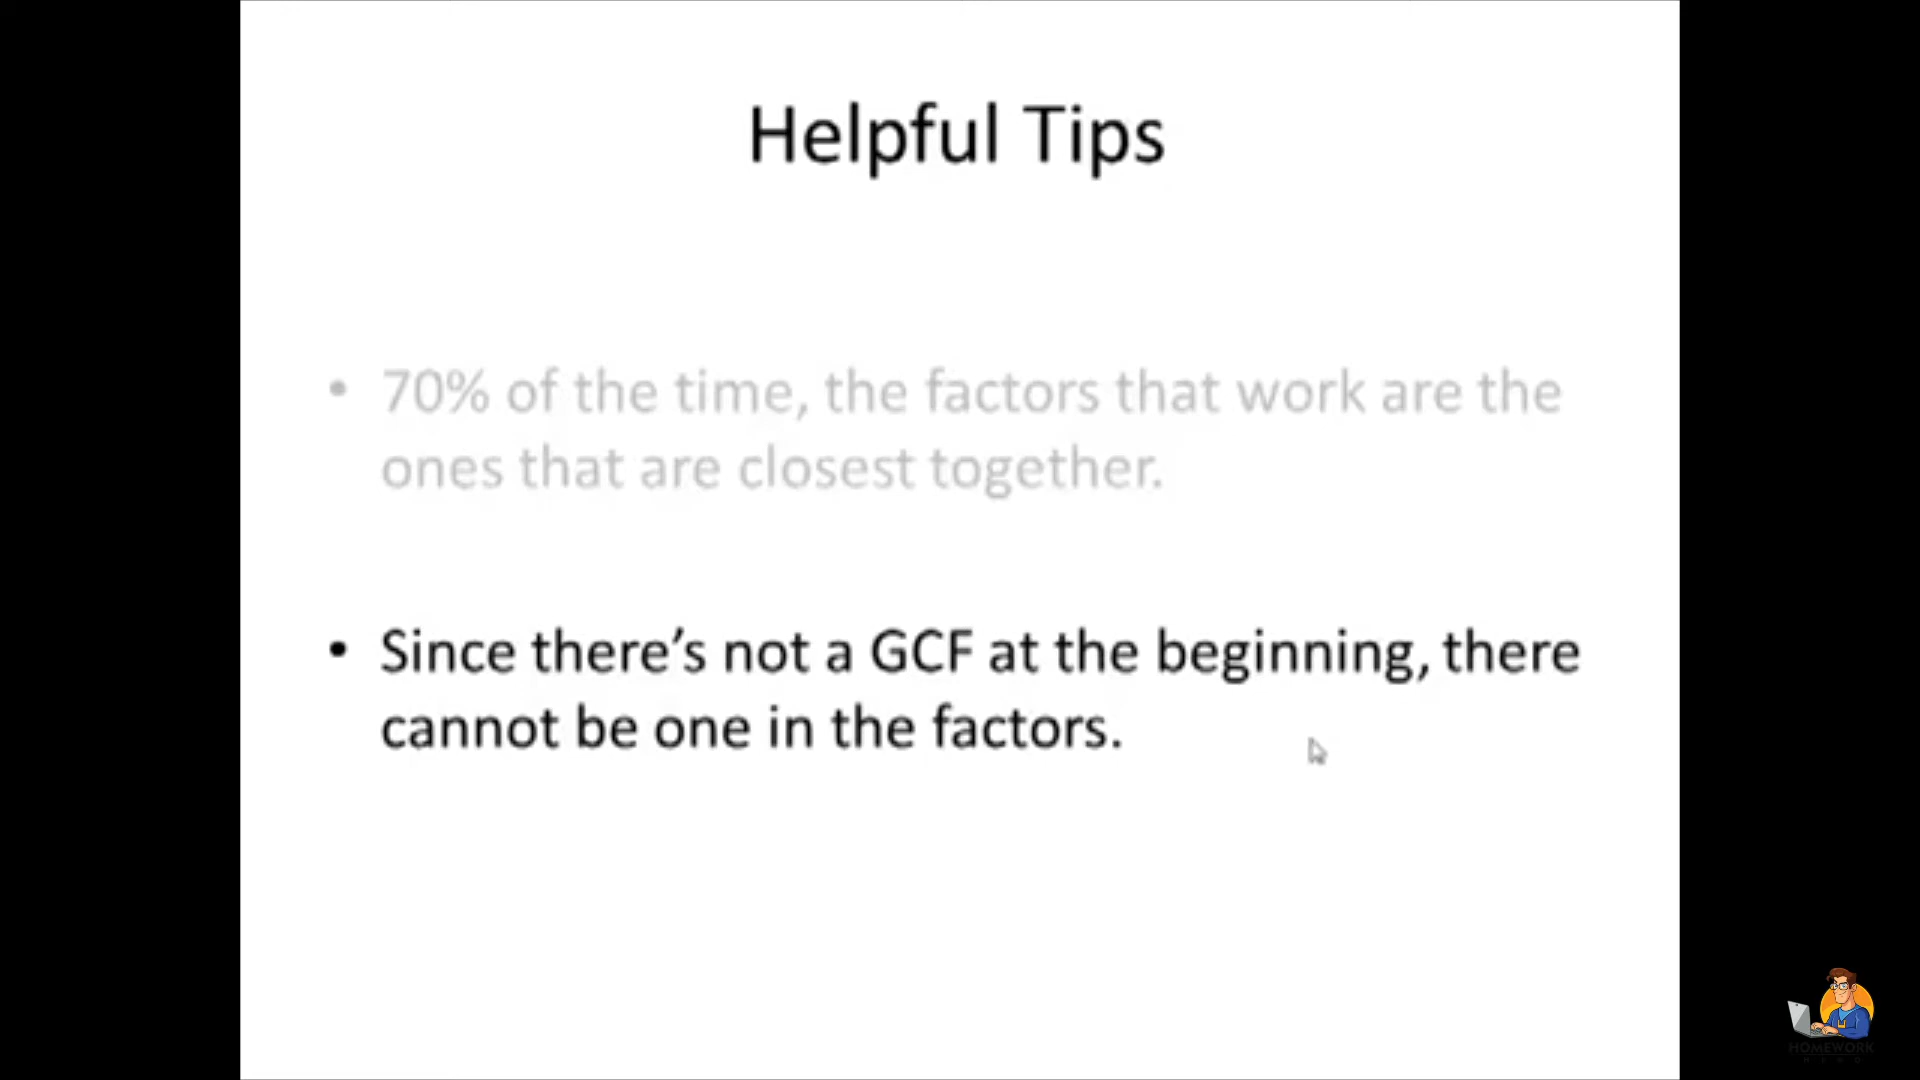 Helpful Tips
• 70% of the time, the factors that work are the
ones that are closest together.
• Since there's not a GCF at the beginning, there
cannot be one in the factors.
HOMEWORK